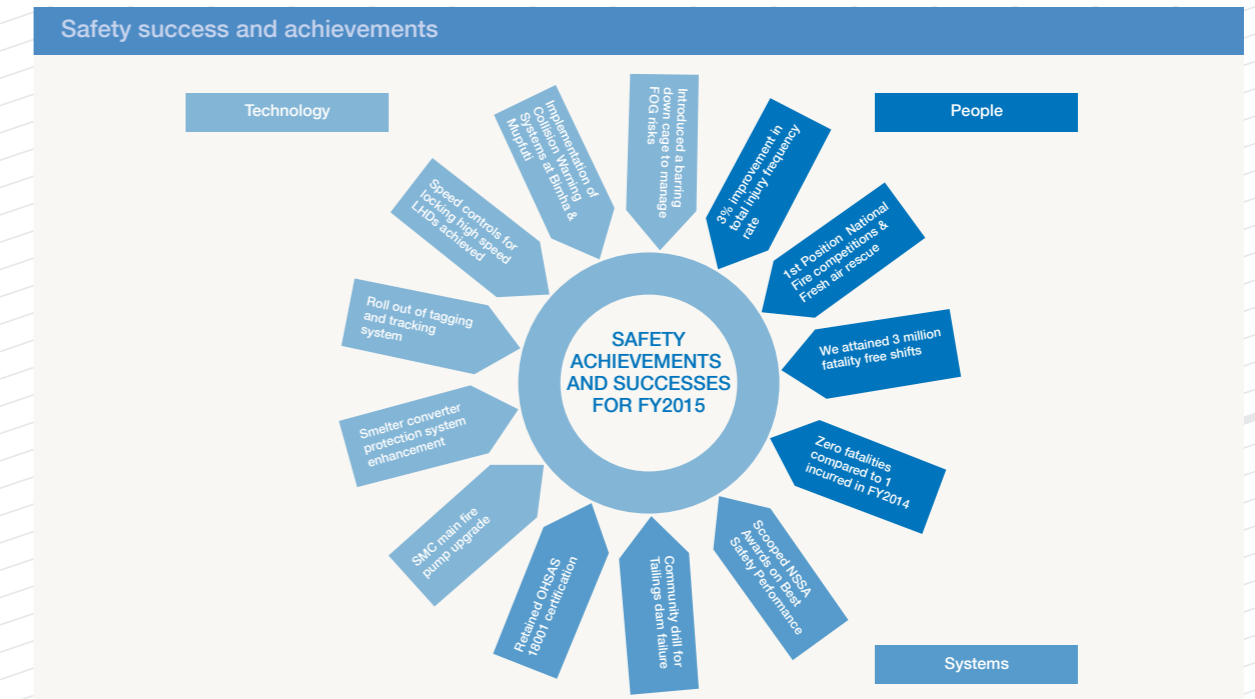 Safety success and achievements
Technology
People
Introduced a barring
down cage to manage
FOG risks
3% improvement in
total injury frequency
rate
1st Position  National
Fire competitions &
Fresh air rescue
We attained 3 million
fatality free shifts
Zero fatalities
compared to 1
incurred in FY2014
Scooped NSSA
Awards on Best
Safety Performance
Community drill for
Tailings dam failure
Retained OHSAS
18001 certification
SMC main fire
pump upgrade
Smelter converter
protection system
enhancement
Roll out of tagging
and tracking
system
Speed controls for
locking high speed
LHDs achieved
Implementation of
Collision Warning
Systems at Bimha &
Mupfuti
SAFETY
ACHIEVEMENTS
AND SUCCESSES
FOR FY2015
Systems